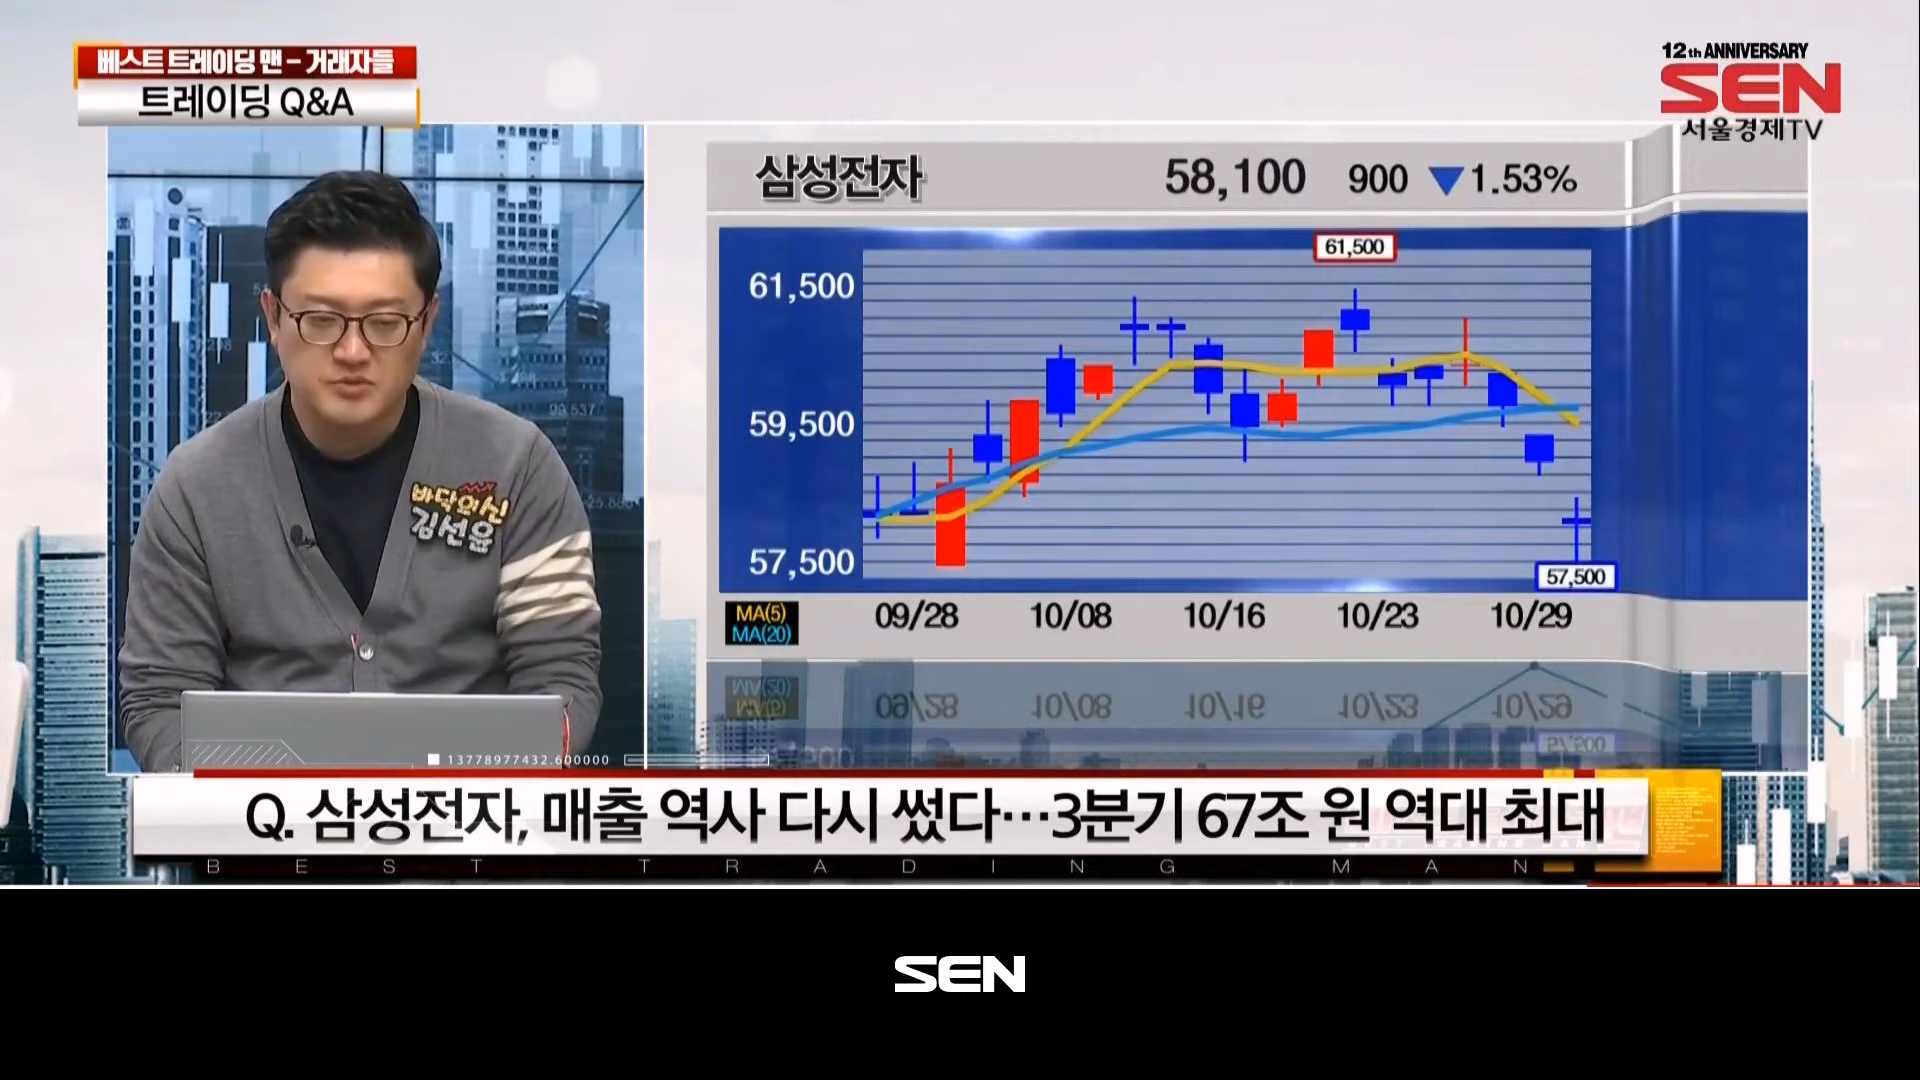 베스트 트레이딩 맨 - 거래자들
트레이딩 Q&A
12th ANNIVERSARY
SEN
서울경제TV
삼성전자 58,100 900 ▼1.53%
61,500
61,500
59,500
57,500
57,500
MA(5)
MA(20)
09/28 10/08 10/16 10/23 10/29
바닥의신
김선운
13778977432.600000
Q. 삼성전자, 매출 역사 다시 썼다…3분기 67조 원 역대 최대
BEST TRADING MAN
SEN